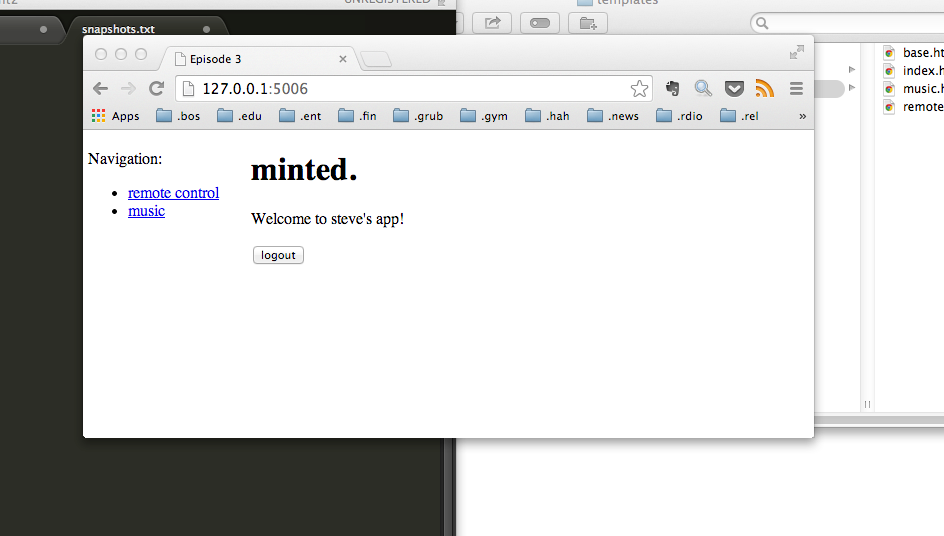 UNREGISTERED
templates
snapshots.txt
Episode 3
127.0.0.1:5006
Apps .bos .edu .ent .fin .grub .gym .hah .news .rdio .rel »
Navigation:
remote control
music
minted.
Welcome to steve's app!
logout
base.ht
index.h
music.h
remote